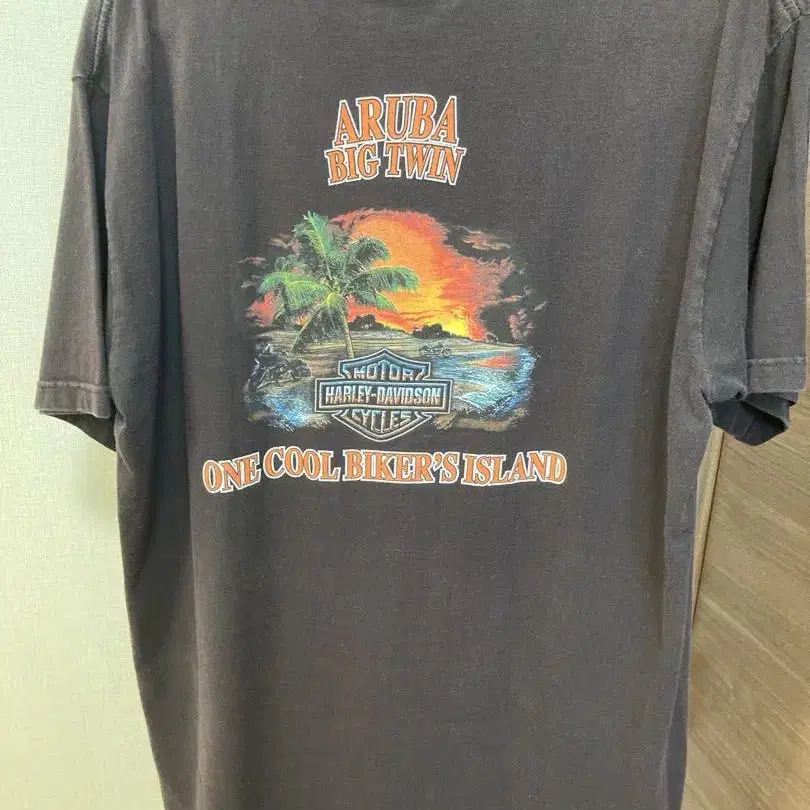 ARUBA
BIG TWIN
MOTOR
HARLEY-DAVIDSON
CYCLES
ONE COOL BIKER'S ISLAND